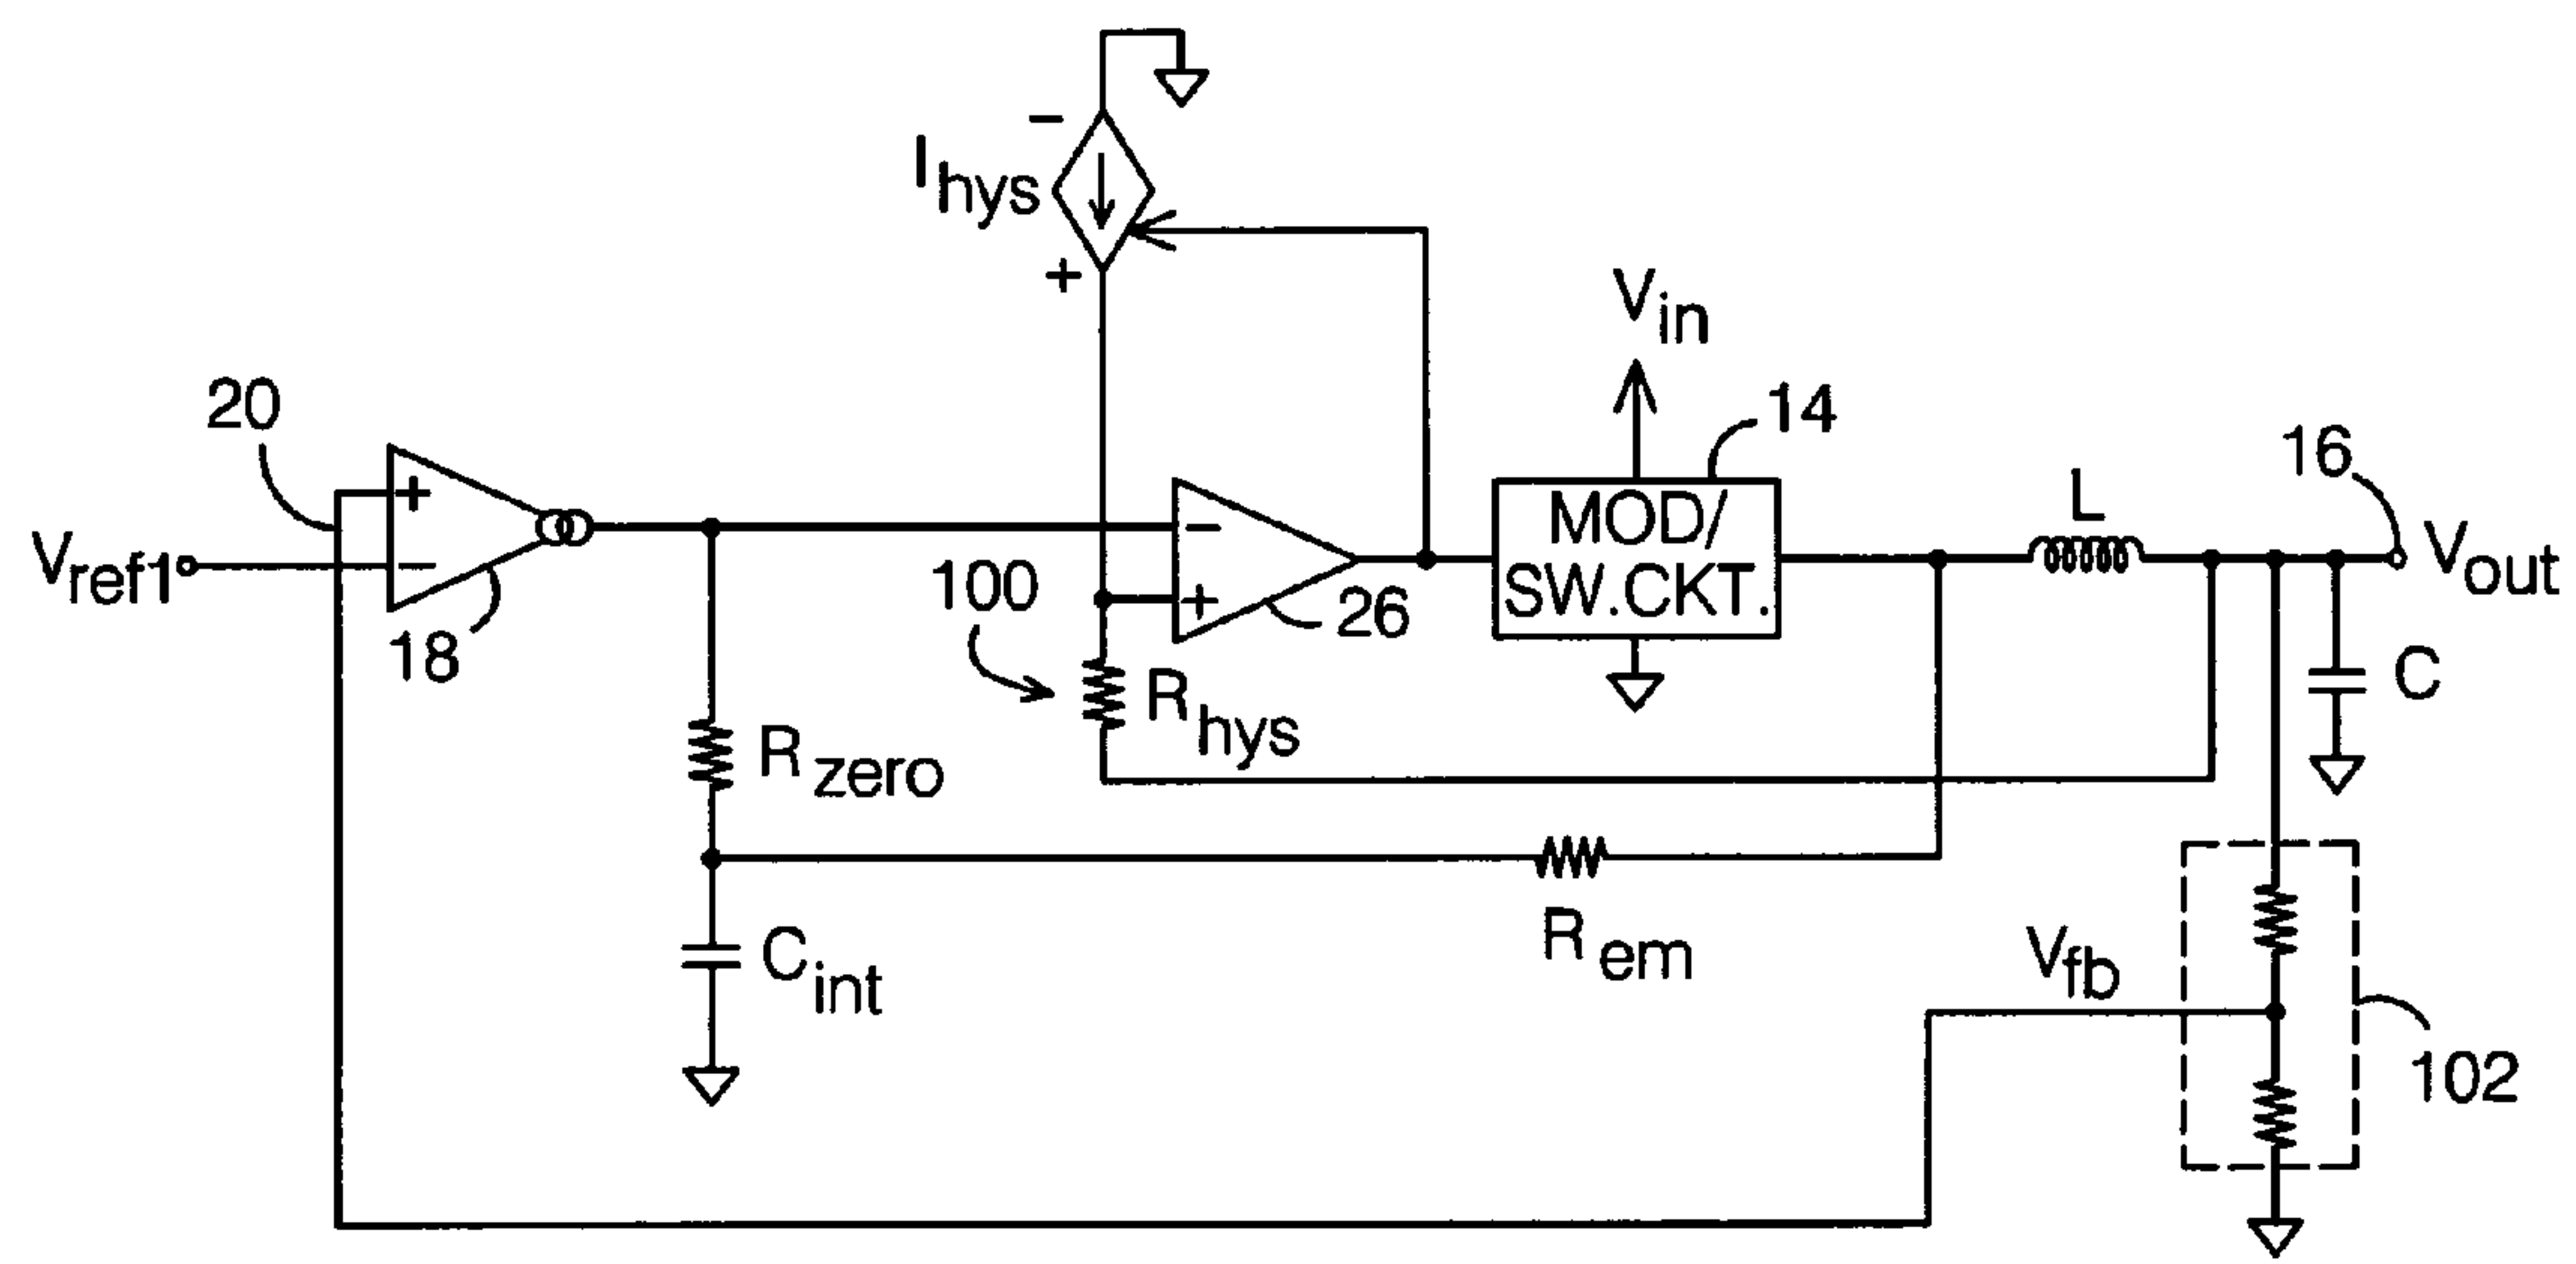 −
Ihys
+
Vin
20
14
16
+
MOD/
L
Vref1
−
−
Vout
100
SW.CKT.
+
26
18
C
Rhys
Rzero
Rem
Cint
Vfb
102